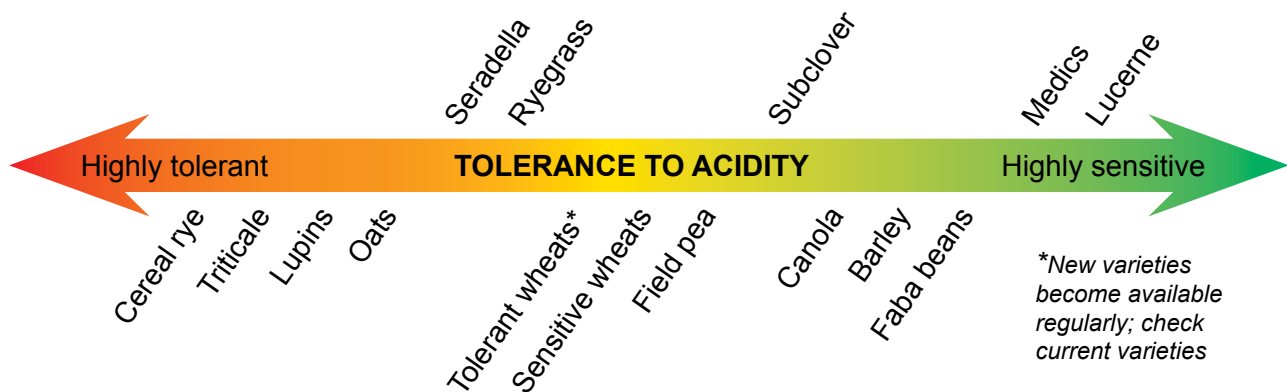 Seradella
Ryegrass
Subclover
Medics
Lucerne
Highly tolerant
TOLERANCE TO ACIDITY
Highly sensitive
Cereal rye
Triticale
Lupins
Oats
Tolerant wheats*
Sensitive wheats
Field pea
Canola
Barley
Faba beans
*New varieties
become available
regularly; check
current varieties